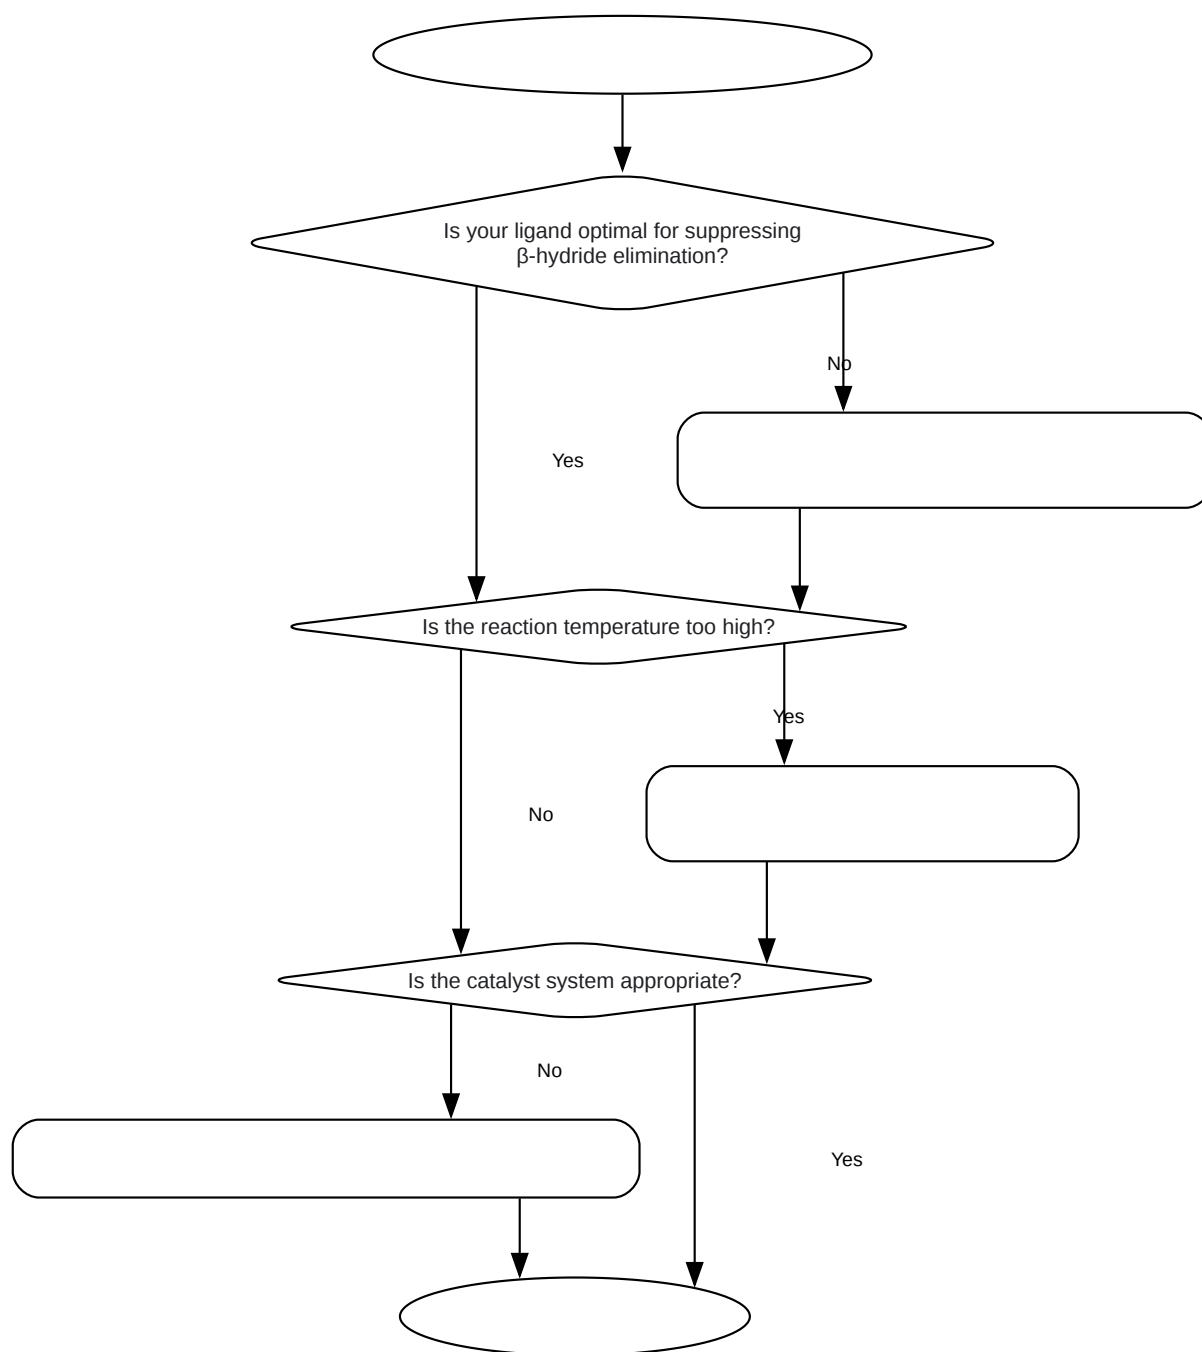 Is your ligand optimal for suppressing
β-hydride elimination?
No
Yes
Is the reaction temperature too high?
Yes
No
Is the catalyst system appropriate?
No
Yes